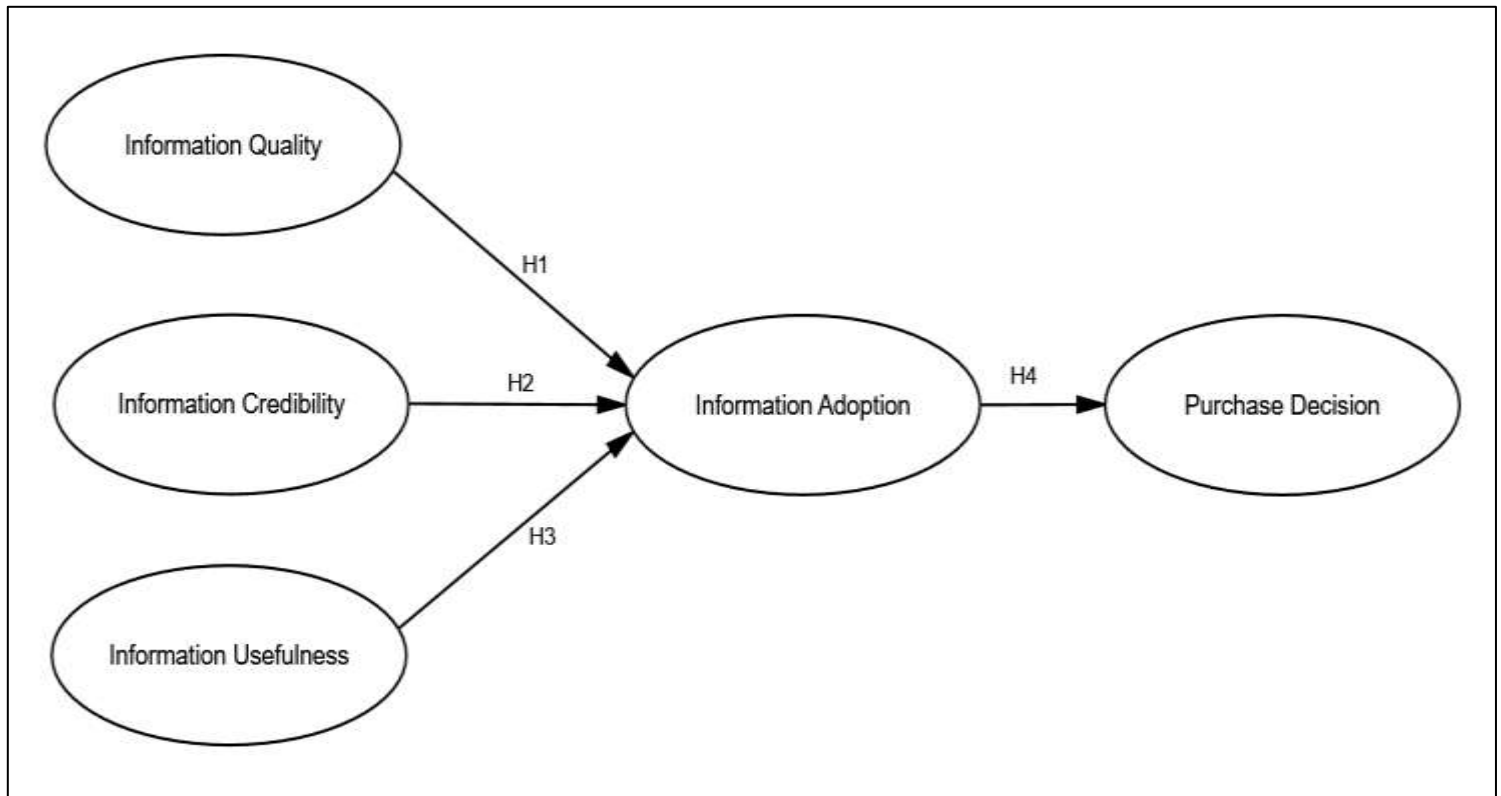 Information Quality
H1
Information Credibility
H2
Information Adoption
H4
Purchase Decision
H3
Information Usefulness